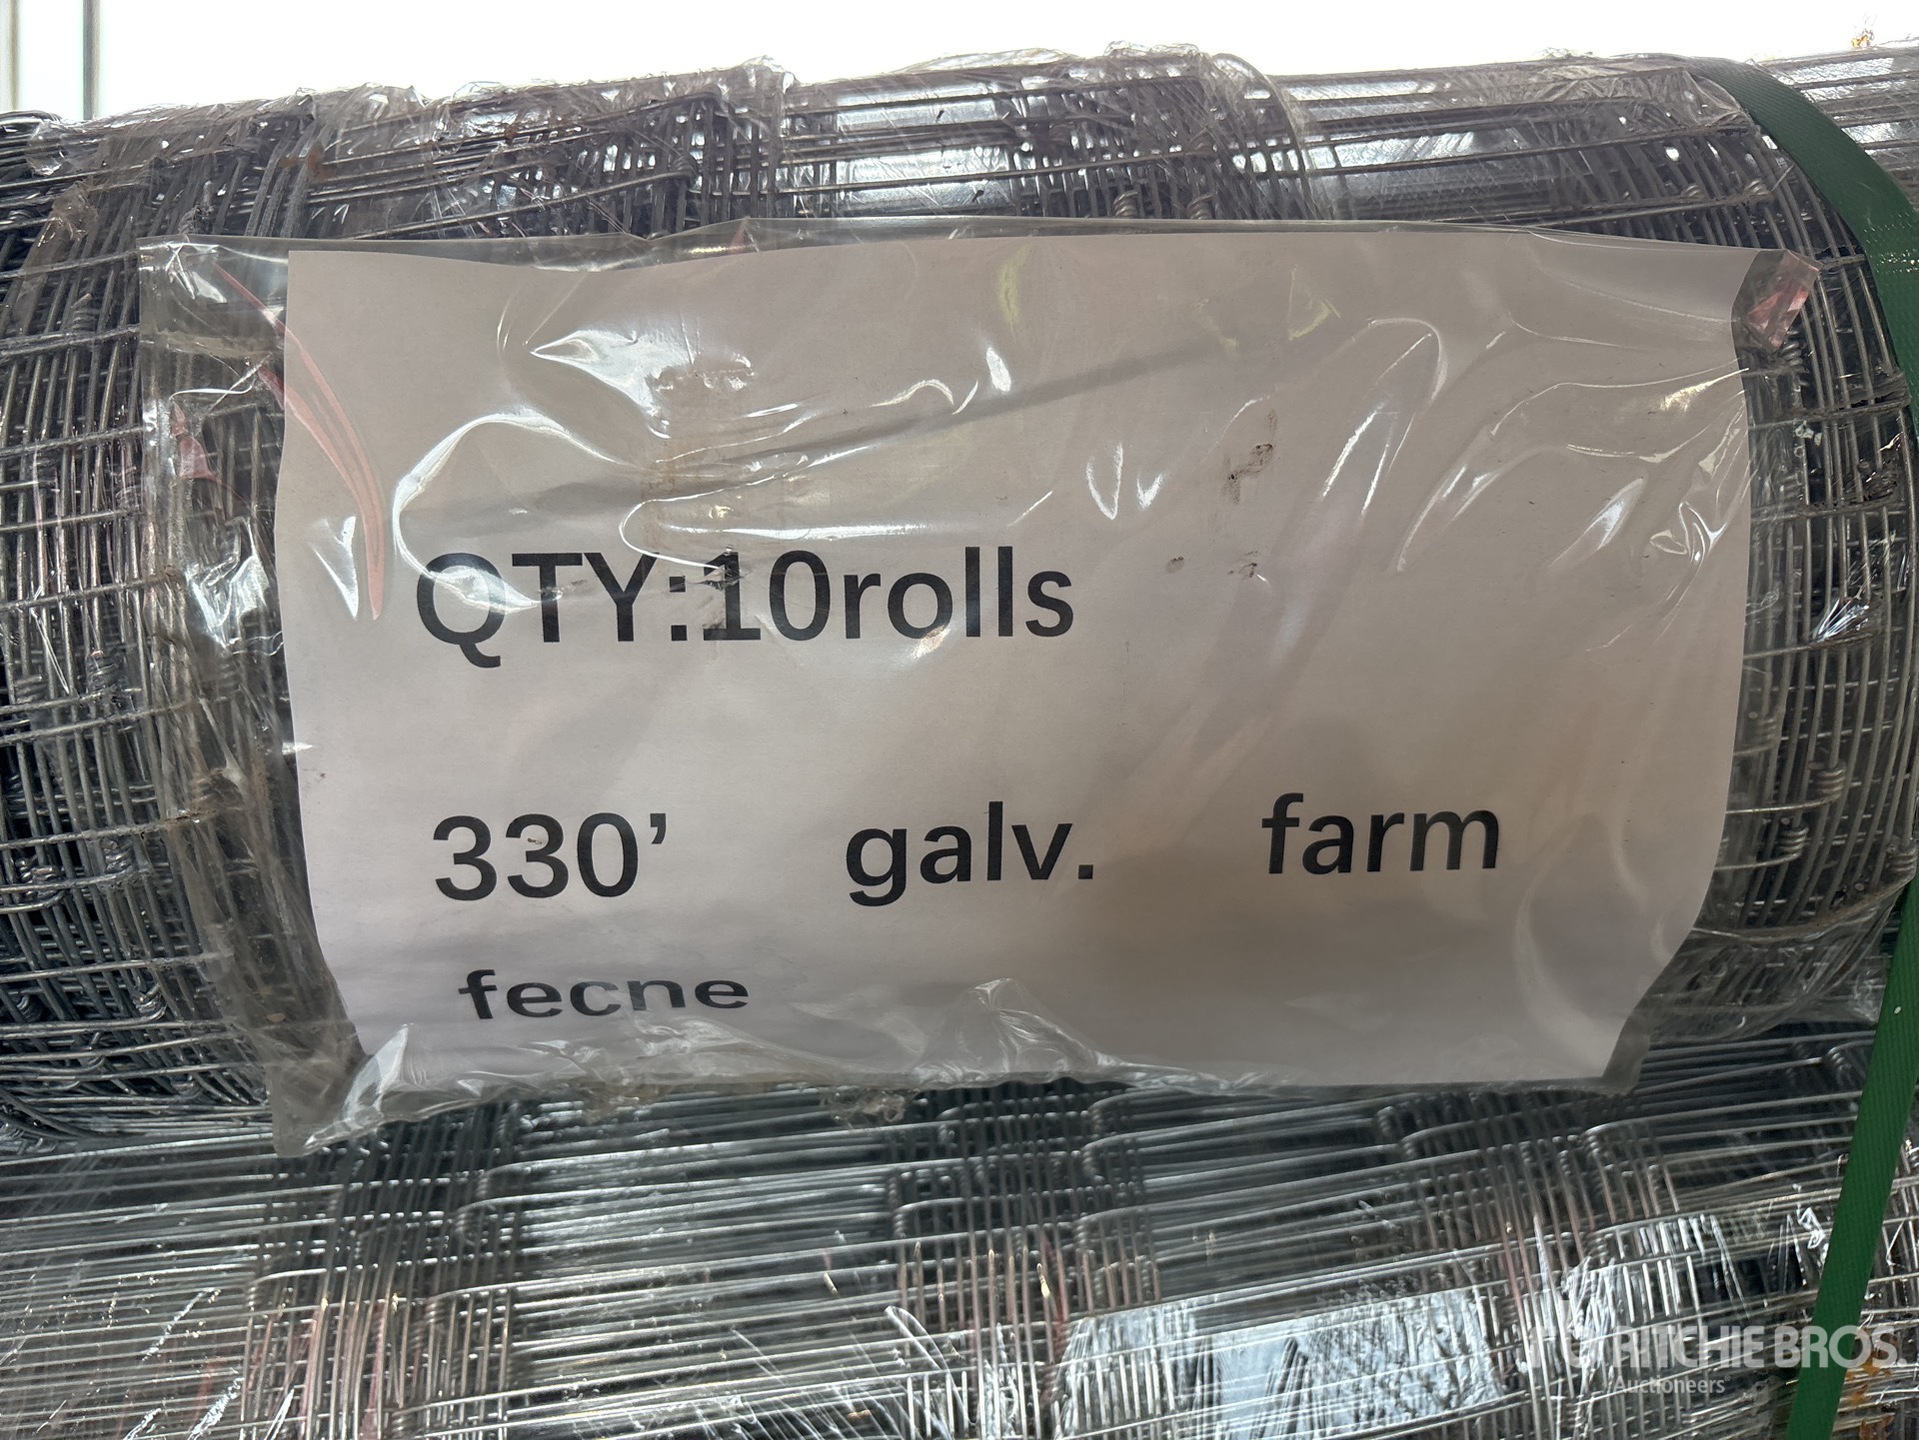 QTY:10rolls
330’ galv. farm
fecne
RITCHIE BROS.
Auctioneers